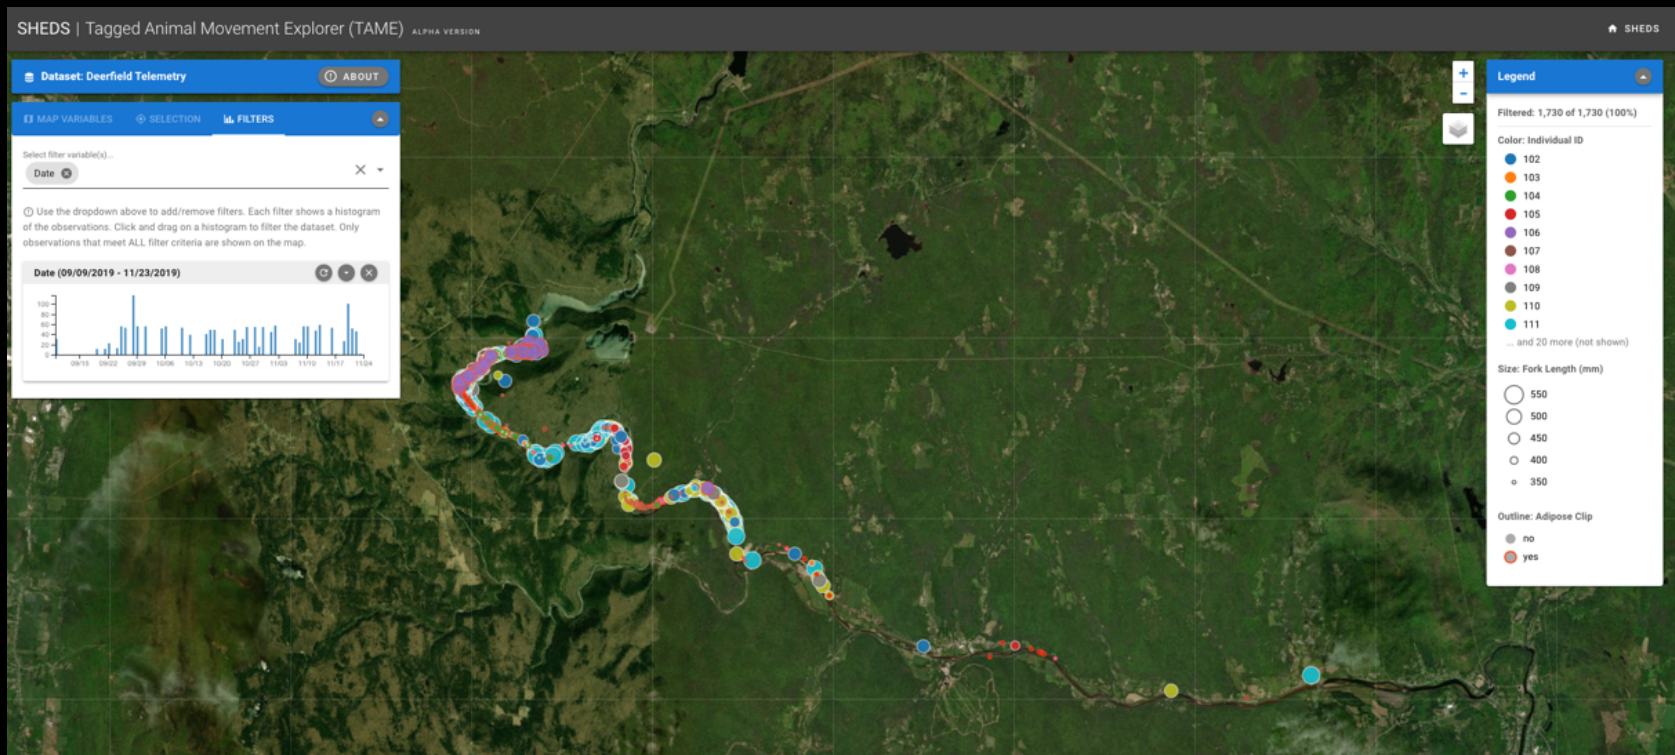 SHEDS | Tagged Animal Movement Explorer (TAME) ALPHA VERSION
SHEDS
Dataset: Deerfield Telemetry
ABOUT
MAP VARIABLES
SELECTION
FILTERS
Select filter variable(s)...
Date
Use the dropdown above to add/remove filters. Each filter shows a histogram
of the observations. Click and drag on a histogram to filter the dataset. Only
observations that meet ALL filter criteria are shown on the map.
Date (09/09/2019 - 11/23/2019)
100
80
60
40
20
0
09/15 09/22 09/29 10/06 10/13 10/20 10/27 11/03 11/10 11/17 11/24
+
−
Legend
Filtered: 1,730 of 1,730 (100%)
Color: Individual ID
102
103
104
105
106
107
108
109
110
111
... and 20 more (not shown)
Size: Fork Length (mm)
550
500
450
400
350
Outline: Adipose Clip
no
yes